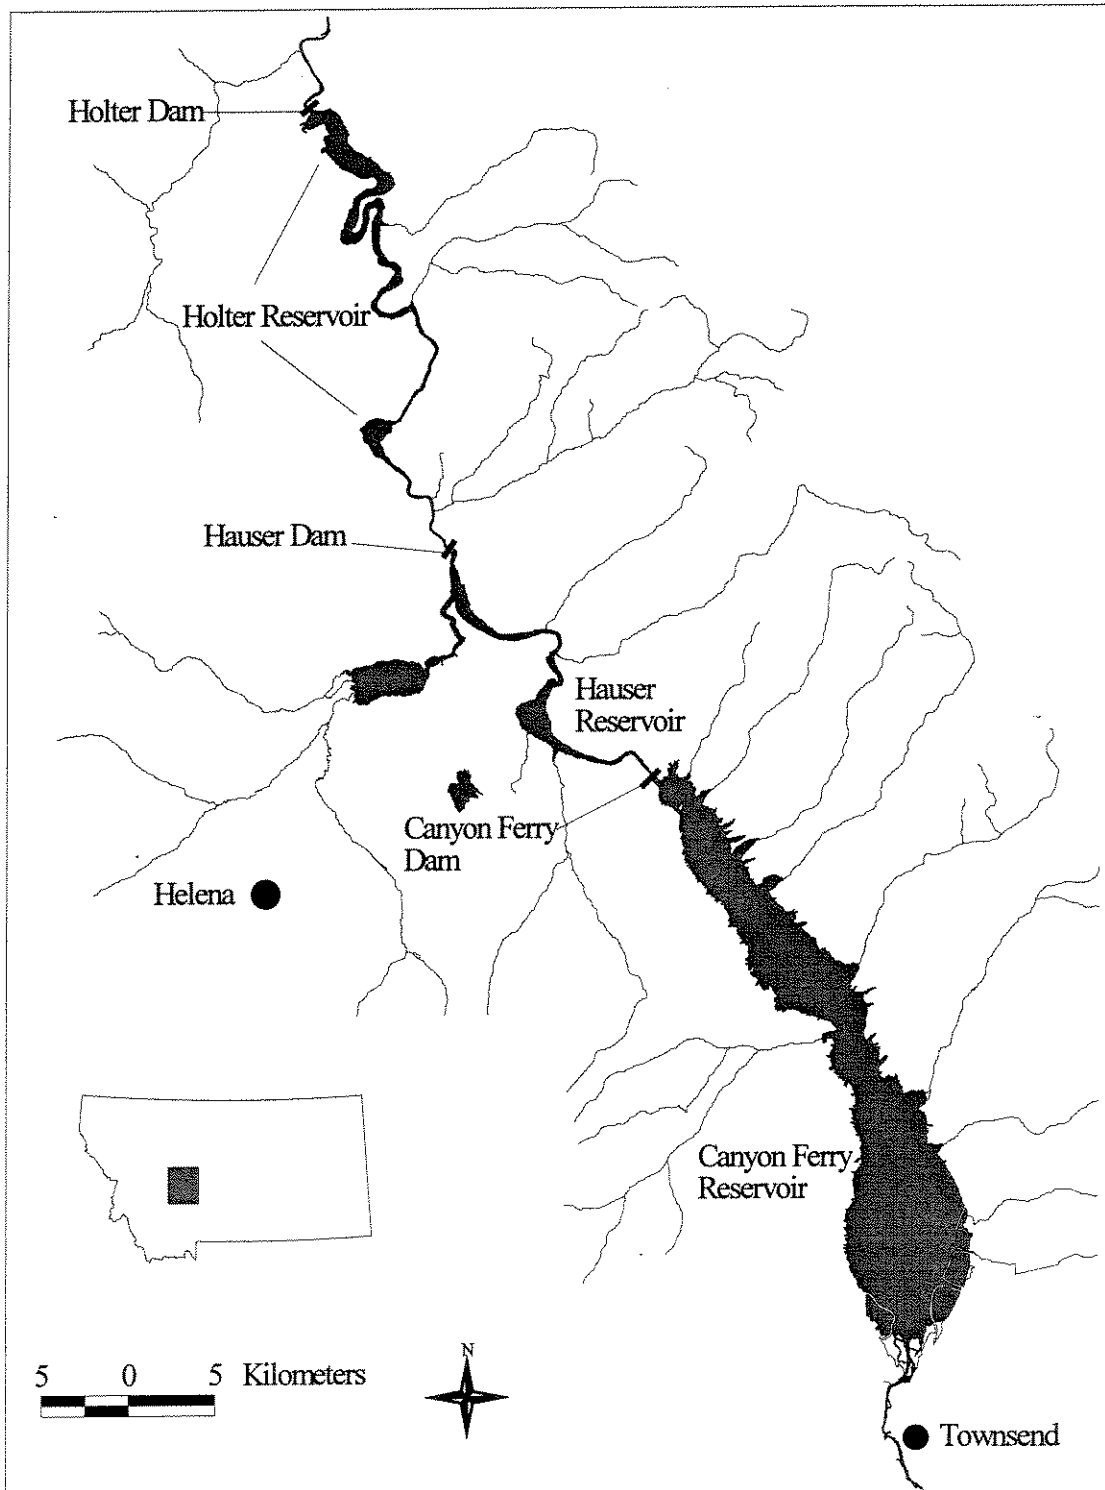 Holter Dam
Holter Reservoir
Hauser Dam
Hauser
Reservoir
Canyon Ferry
Dam
Helena
Canyon Ferry
Reservoir
5 0 5 Kilometers
N
Townsend